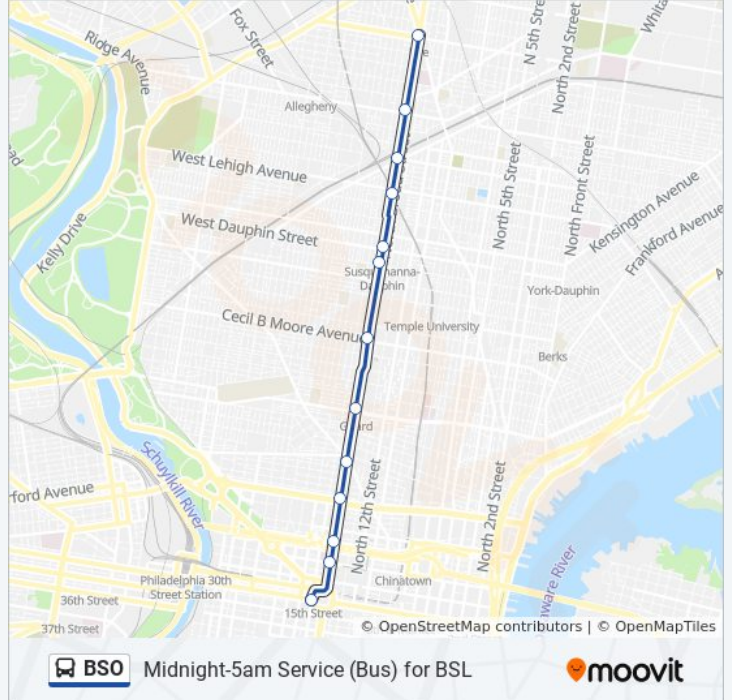 Fox Street
Ridge Avenue
N 5th Stre
North 2nd Street
Whita
Allegheny
West Lehigh Avenue
North 5th Street
North Front Street
Kensington Avenue
Frankford Avenue
Kelly Drive
West Dauphin Street
Susquehanna-
Dauphin
York-Dauphin
Cecil B Moore Avenue
Temple University
Berks
Girard
Schuylkill River
rford Avenue
North 12th Street
North 2nd Street
Philadelphia 30th
Street Station
Chinatown
aware River
36th Street
15th Street
37th Street
© OpenStreetMap contributors | © OpenMapTiles
BSO Midnight-5am Service (Bus) for BSL
moovit